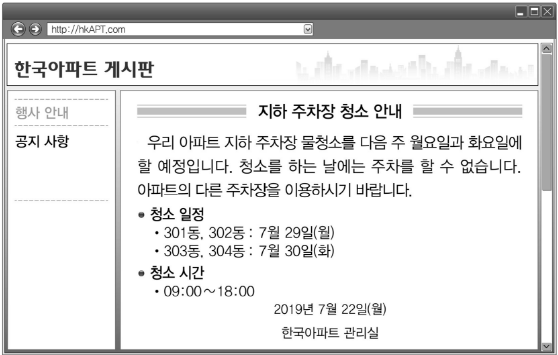 http://hkAPT.com
한국아파트 게시판
행사 안내
공지 사항
지하 주차장 청소 안내
우리 아파트 지하 주차장 물청소를 다음 주 월요일과 화요일에
할 예정입니다. 청소를 하는 날에는 주차를 할 수 없습니다.
아파트의 다른 주차장을 이용하시기 바랍니다.
● 청소 일정
• 301동, 302동 : 7월 29일(월)
• 303동, 304동 : 7월 30일(화)
● 청소 시간
• 09:00～18:00
2019년 7월 22일(월)
한국아파트 관리실